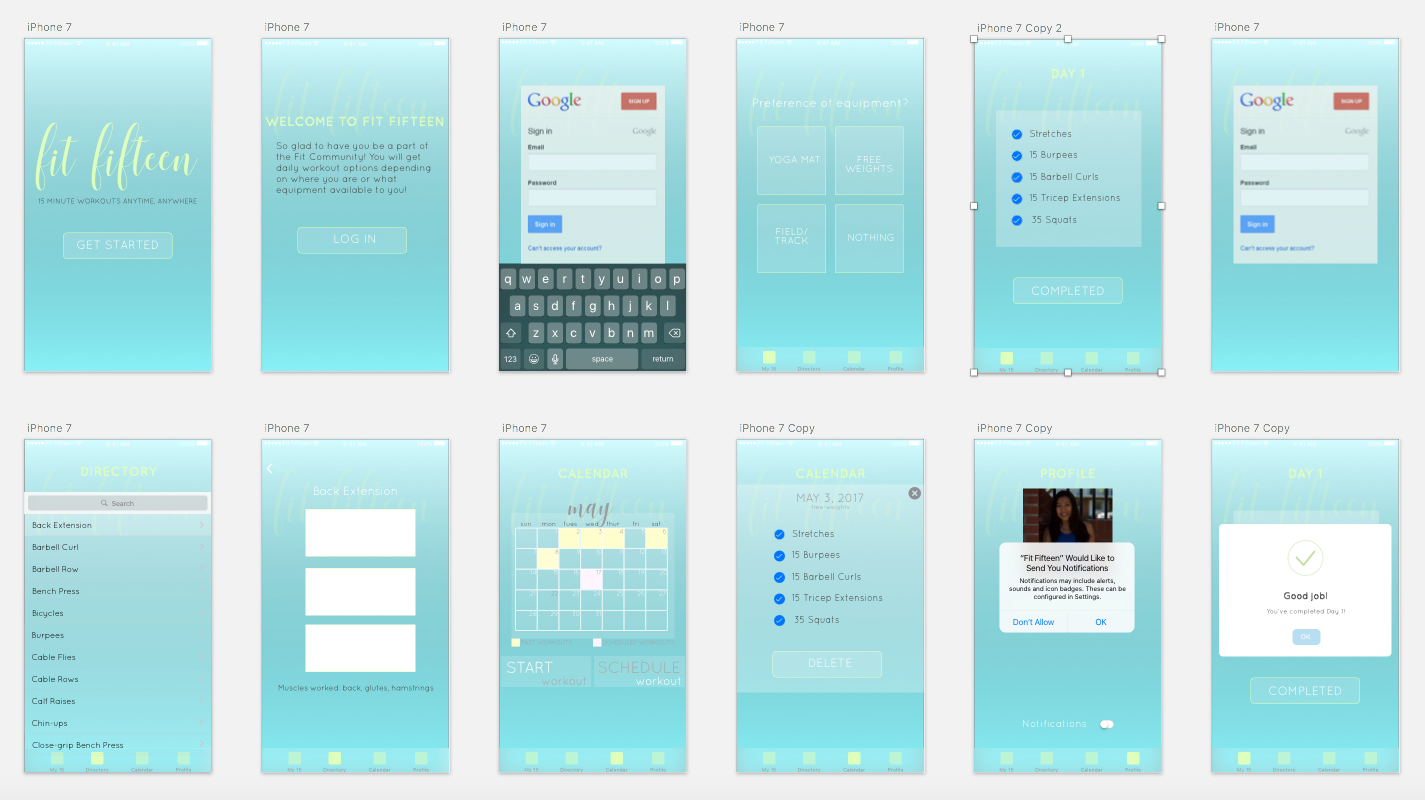 iPhone 7
fit fifteen
15 MINUTE WORKOUTS ANYTIME, ANYWHERE
GET STARTED
iPhone 7
WELCOME TO FIT FIFTEEN
So glad to have you be a part of
the Fit Community! You will get
daily workout options depending
on where you are or what
equipment available to you!
LOG IN
iPhone 7
Google
SIGN UP
Sign in
Google
Email
Password
Sign in
Can't access your account?
q w e r t y u i o p
a s d f g h j k l
z x c v b n m
123 space return
iPhone 7
Preference of equipment?
YOGA MAT
FREE
WEIGHTS
FIELD/
TRACK
NOTHING
My 15 Directory Calendar Profile
iPhone 7 Copy 2
DAY 1
Stretches
15 Burpees
15 Barbell Curls
15 Tricep Extensions
35 Squats
COMPLETED
My 15 Directory Calendar Profile
iPhone 7
Google
SIGN UP
Sign in
Google
Email
Password
Sign in
Can't access your account?
iPhone 7
DIRECTORY
Search
Back Extension
Barbell Curl
Barbell Row
Bench Press
Bicycles
Burpees
Cable Flies
Cable Rows
Calf Raises
Chin-ups
Close-grip Bench Press
My 15 Directory Calendar Profile
iPhone 7
Back Extension
Muscles worked: back, glutes, hamstrings
My 15 Directory Calendar Profile
iPhone 7
CALENDAR
may
sun mon tues wed thur fri sat
START
workout
SCHEDULE
workout
My 15 Directory Calendar Profile
iPhone 7 Copy
CALENDAR
MAY 3, 2017
free-weights
Stretches
15 Burpees
15 Barbell Curls
15 Tricep Extensions
35 Squats
DELETE
My 15 Directory Calendar Profile
iPhone 7 Copy
PROFILE
"Fit Fifteen" Would Like to
Send You Notifications
Notifications may include alerts,
sounds and icon badges. These can be
configured in Settings.
Don't Allow OK
Notifications
My 15 Directory Calendar Profile
iPhone 7 Copy
DAY 1
Good job!
You've completed Day 1!
OK
COMPLETED
My 15 Directory Calendar Profile